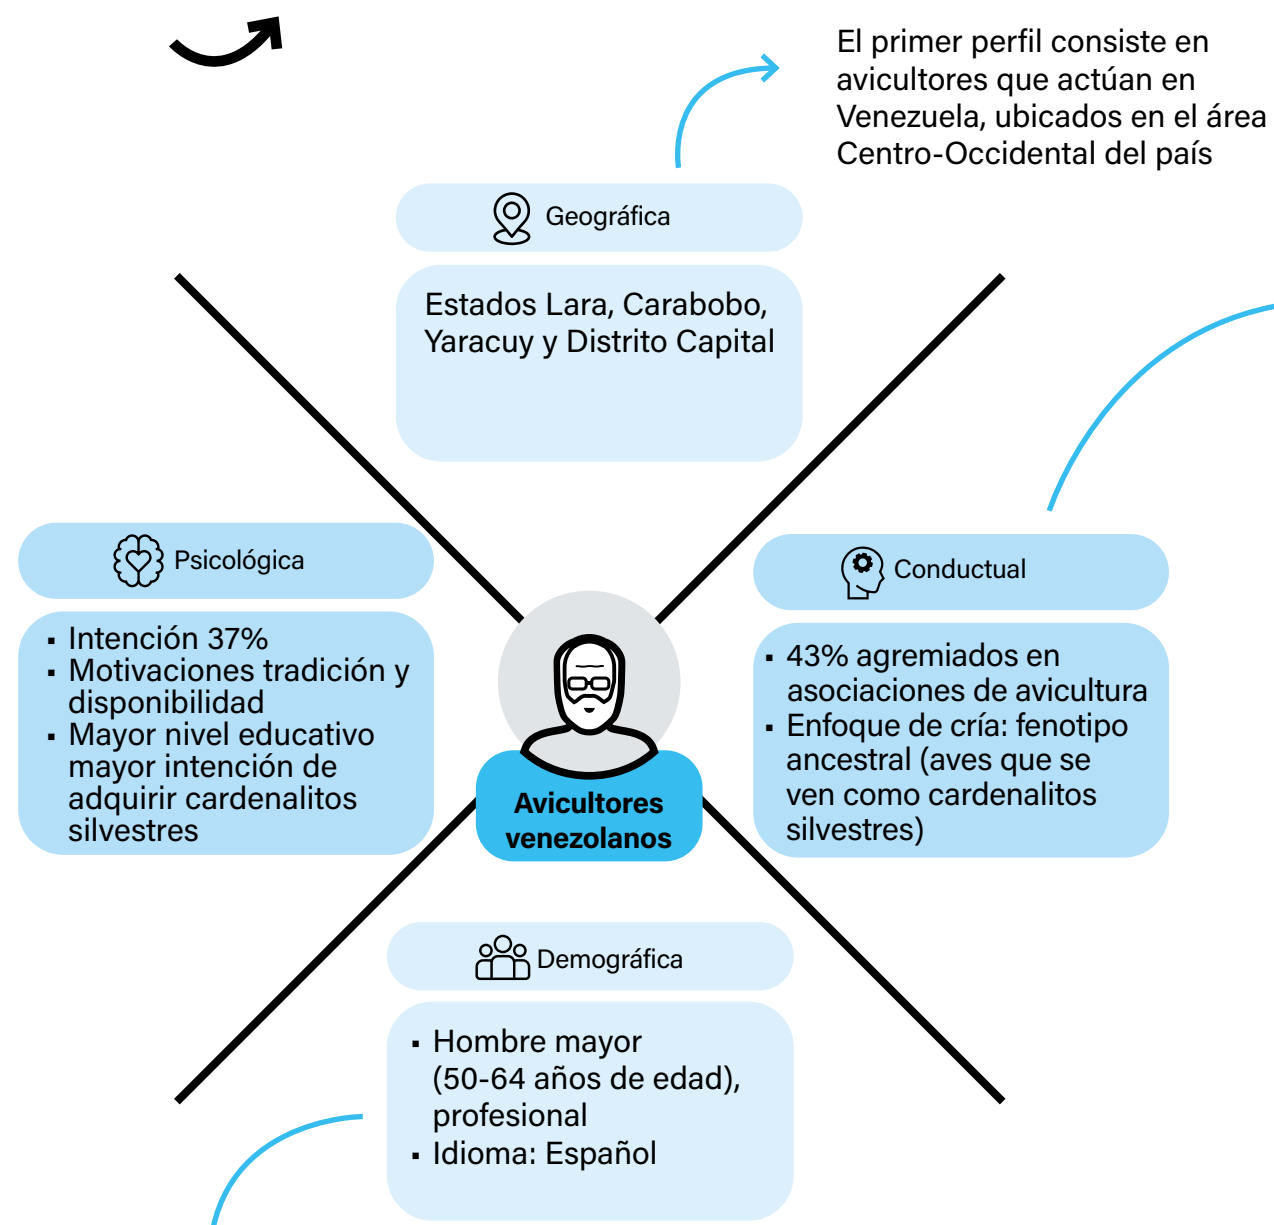 El primer perfil consiste en
avicultores que actúan en
Venezuela, ubicados en el área
Centro-Occidental del país
Geográfica
Estados Lara, Carabobo,
Yaracuy y Distrito Capital
Psicológica
▪ Intención 37%
▪ Motivaciones tradición y
disponibilidad
▪ Mayor nivel educativo
mayor intención de
adquirir cardenalitos
silvestres
Conductual
▪ 43% agremiados en
asociaciones de avicultura
▪ Enfoque de cría: fenotipo
ancestral (aves que se
ven como cardenalitos
silvestres)
Avicultores
venezolanos
Demográfica
▪ Hombre mayor
(50-64 años de edad),
profesional
▪ Idioma: Español